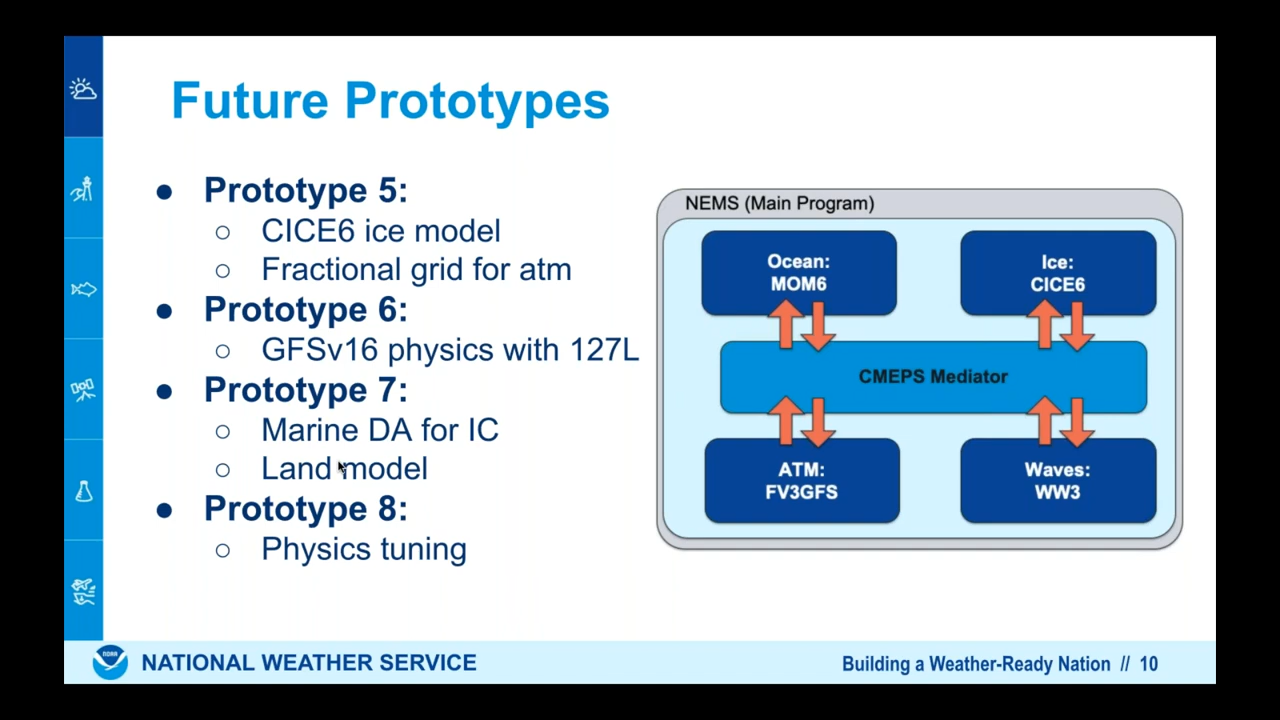 Future Prototypes
● Prototype 5:
○ CICE6 ice model
○ Fractional grid for atm
● Prototype 6:
○ GFSv16 physics with 127L
● Prototype 7:
○ Marine DA for IC
○ Land model
● Prototype 8:
○ Physics tuning
NEMS (Main Program)
Ocean:
MOM6
Ice:
CICE6
CMEPS Mediator
ATM:
FV3GFS
Waves:
WW3
NOAA
NATIONAL WEATHER SERVICE
Building a Weather-Ready Nation // 10